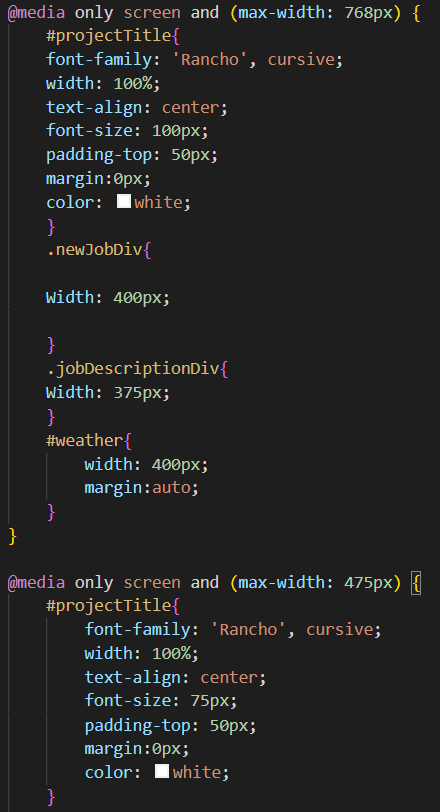 @media only screen and (max-width: 768px) {
#projectTitle{
font-family: 'Rancho', cursive;
width: 100%;
text-align: center;
font-size: 100px;
padding-top: 50px;
margin:0px;
color: white;
}
.newJobDiv{
Width: 400px;
}
.jobDescriptionDiv{
Width: 375px;
}
#weather{
width: 400px;
margin:auto;
}
}
@media only screen and (max-width: 475px) {
#projectTitle{
font-family: 'Rancho', cursive;
width: 100%;
text-align: center;
font-size: 75px;
padding-top: 50px;
margin:0px;
color: white;
}